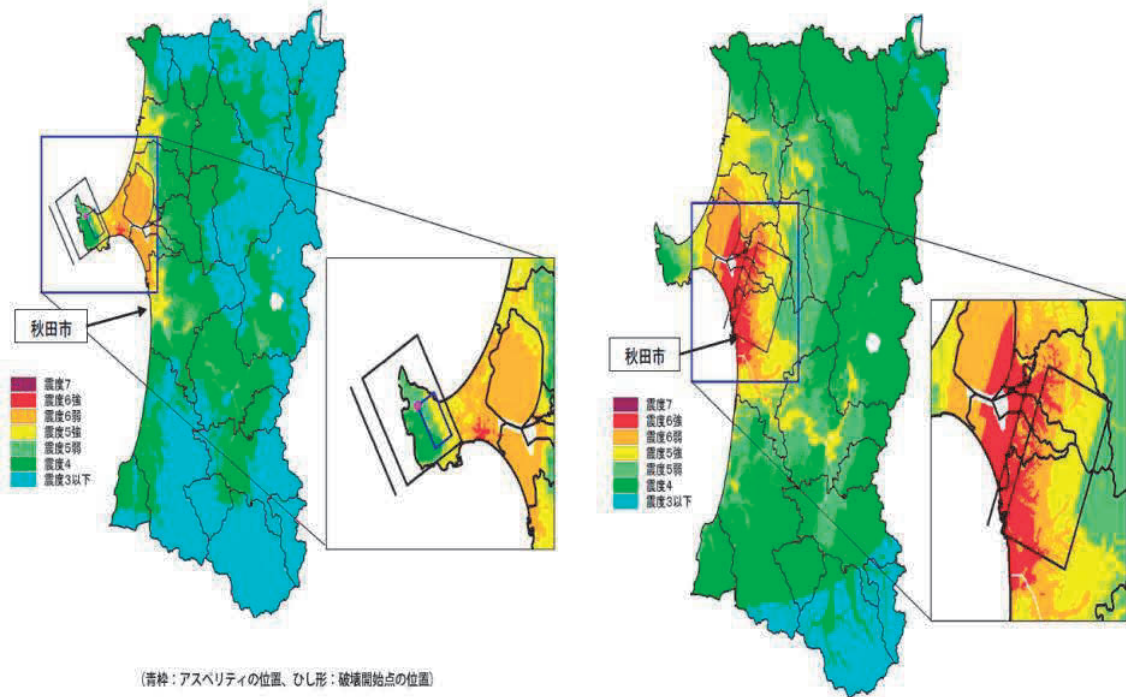 秋田市
震度7
震度6強
震度6弱
震度5強
震度5弱
震度4
震度3以下
(青枠：アスペリティの位置、ひし形：破壊開始点の位置)
秋田市
震度7
震度6強
震度6弱
震度5強
震度5弱
震度4
震度3以下